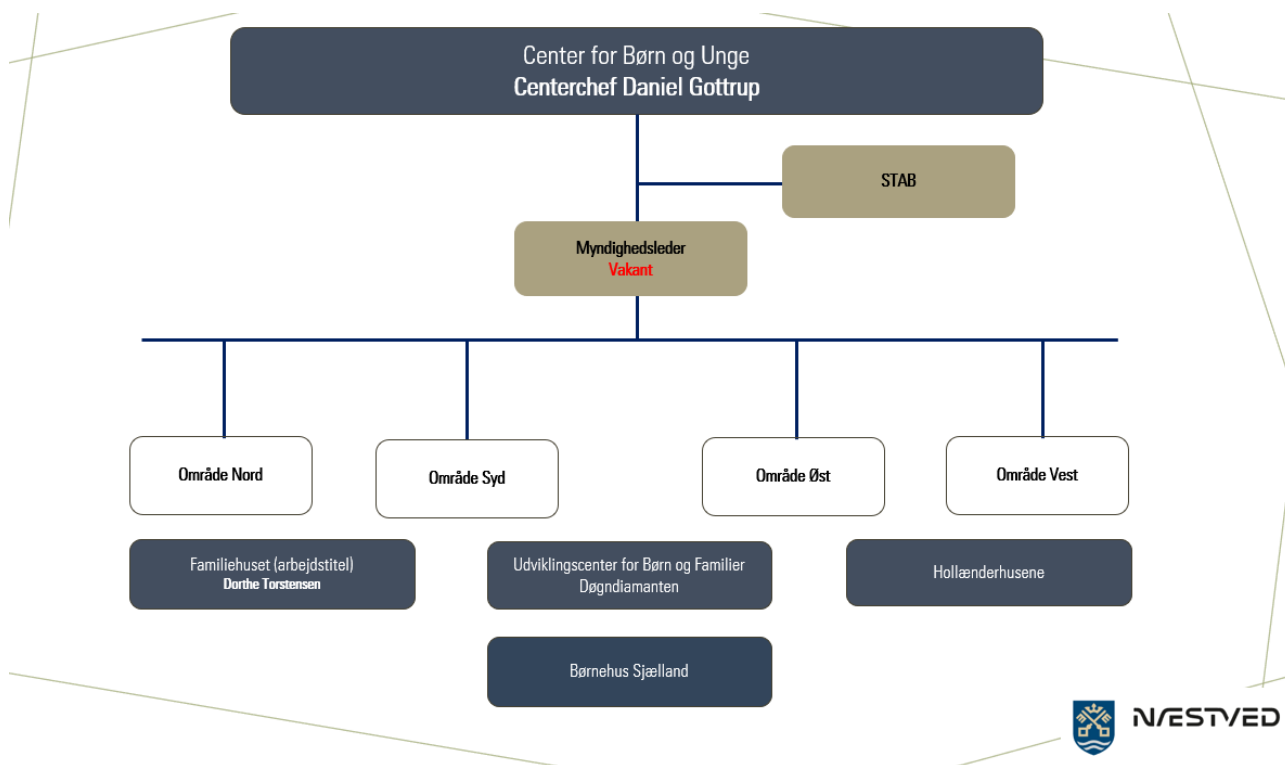 Center for Børn og Unge
Centerchef Daniel Gottrup
STAB
Myndighedsleder
Vakant
Område Nord
Område Syd
Område Øst
Område Vest
Familiehuset (arbejdstitel)
Dorthe Torstensen
Udviklingscenter for Børn og Familier
Døgndiamanten
Hollænderhusene
Børnehus Sjælland
NÆSTVED